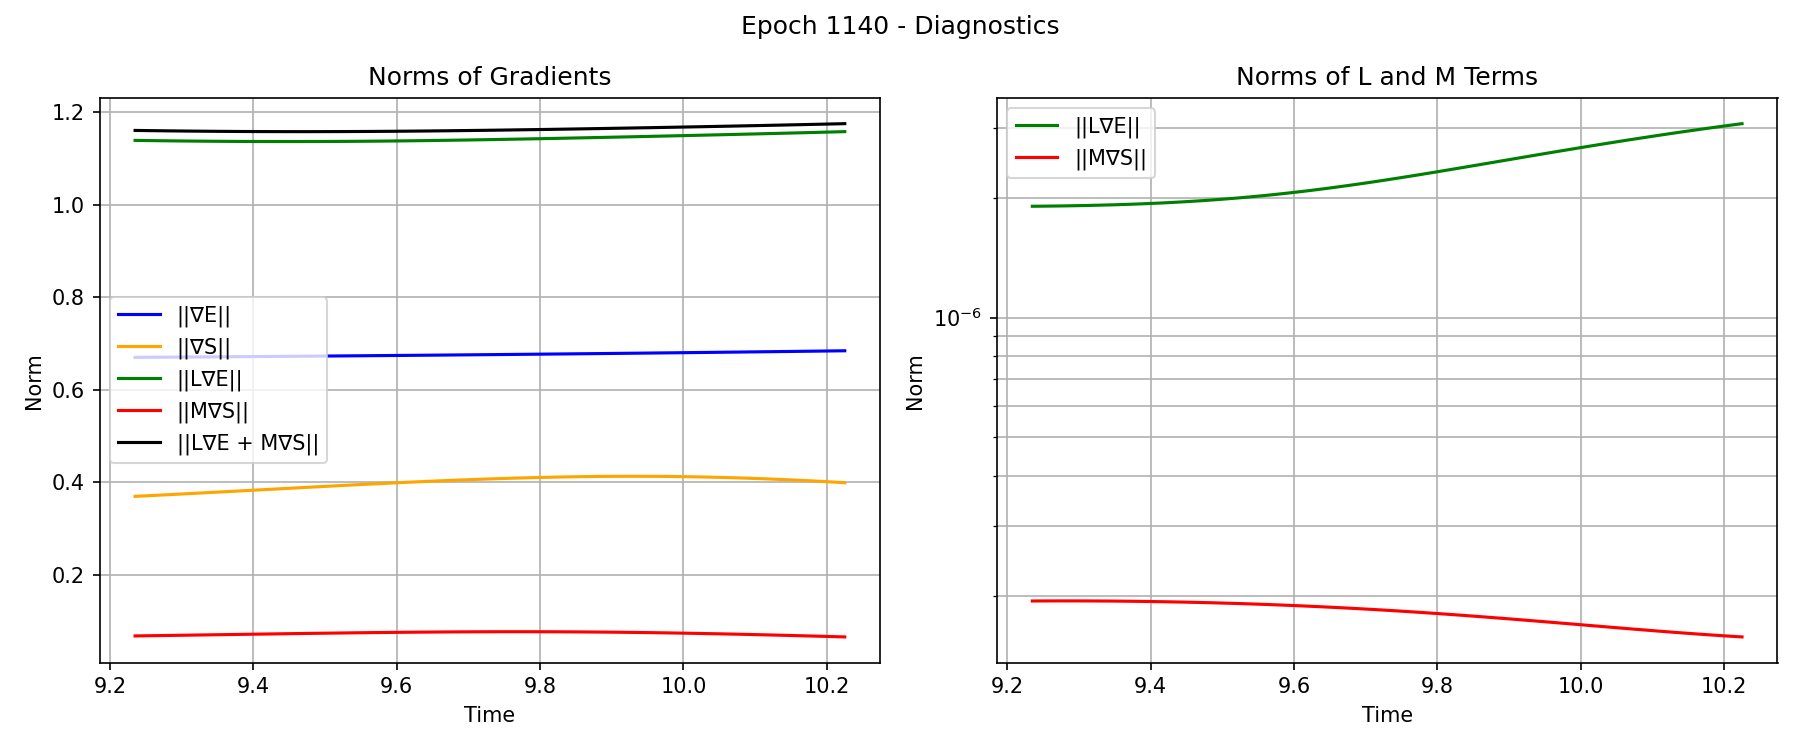 Epoch 1140 - Diagnostics
Norms of Gradients
1.2
1.0
0.8
0.6
0.4
0.2
Norm
||∇E||
||∇S||
||L∇E||
||M∇S||
||L∇E + M∇S||
9.2 9.4 9.6 9.8 10.0 10.2
Time
Norms of L and M Terms
||L∇E||
||M∇S||
10⁻⁶
Norm
9.2 9.4 9.6 9.8 10.0 10.2
Time